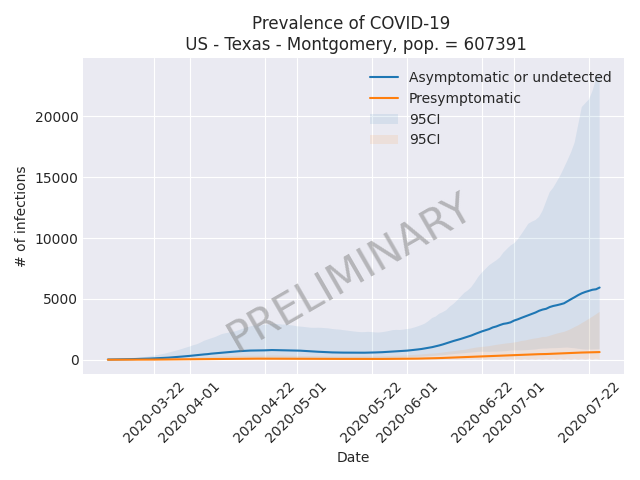 Prevalence of COVID-19
US - Texas - Montgomery, pop. = 607391
Asymptomatic or undetected
Presymptomatic
95CI
95CI
20000
15000
10000
5000
0
# of infections
PRELIMINARY
2020-03-22
2020-04-01
2020-04-22
2020-05-01
2020-05-22
2020-06-01
2020-06-22
2020-07-01
2020-07-22
Date